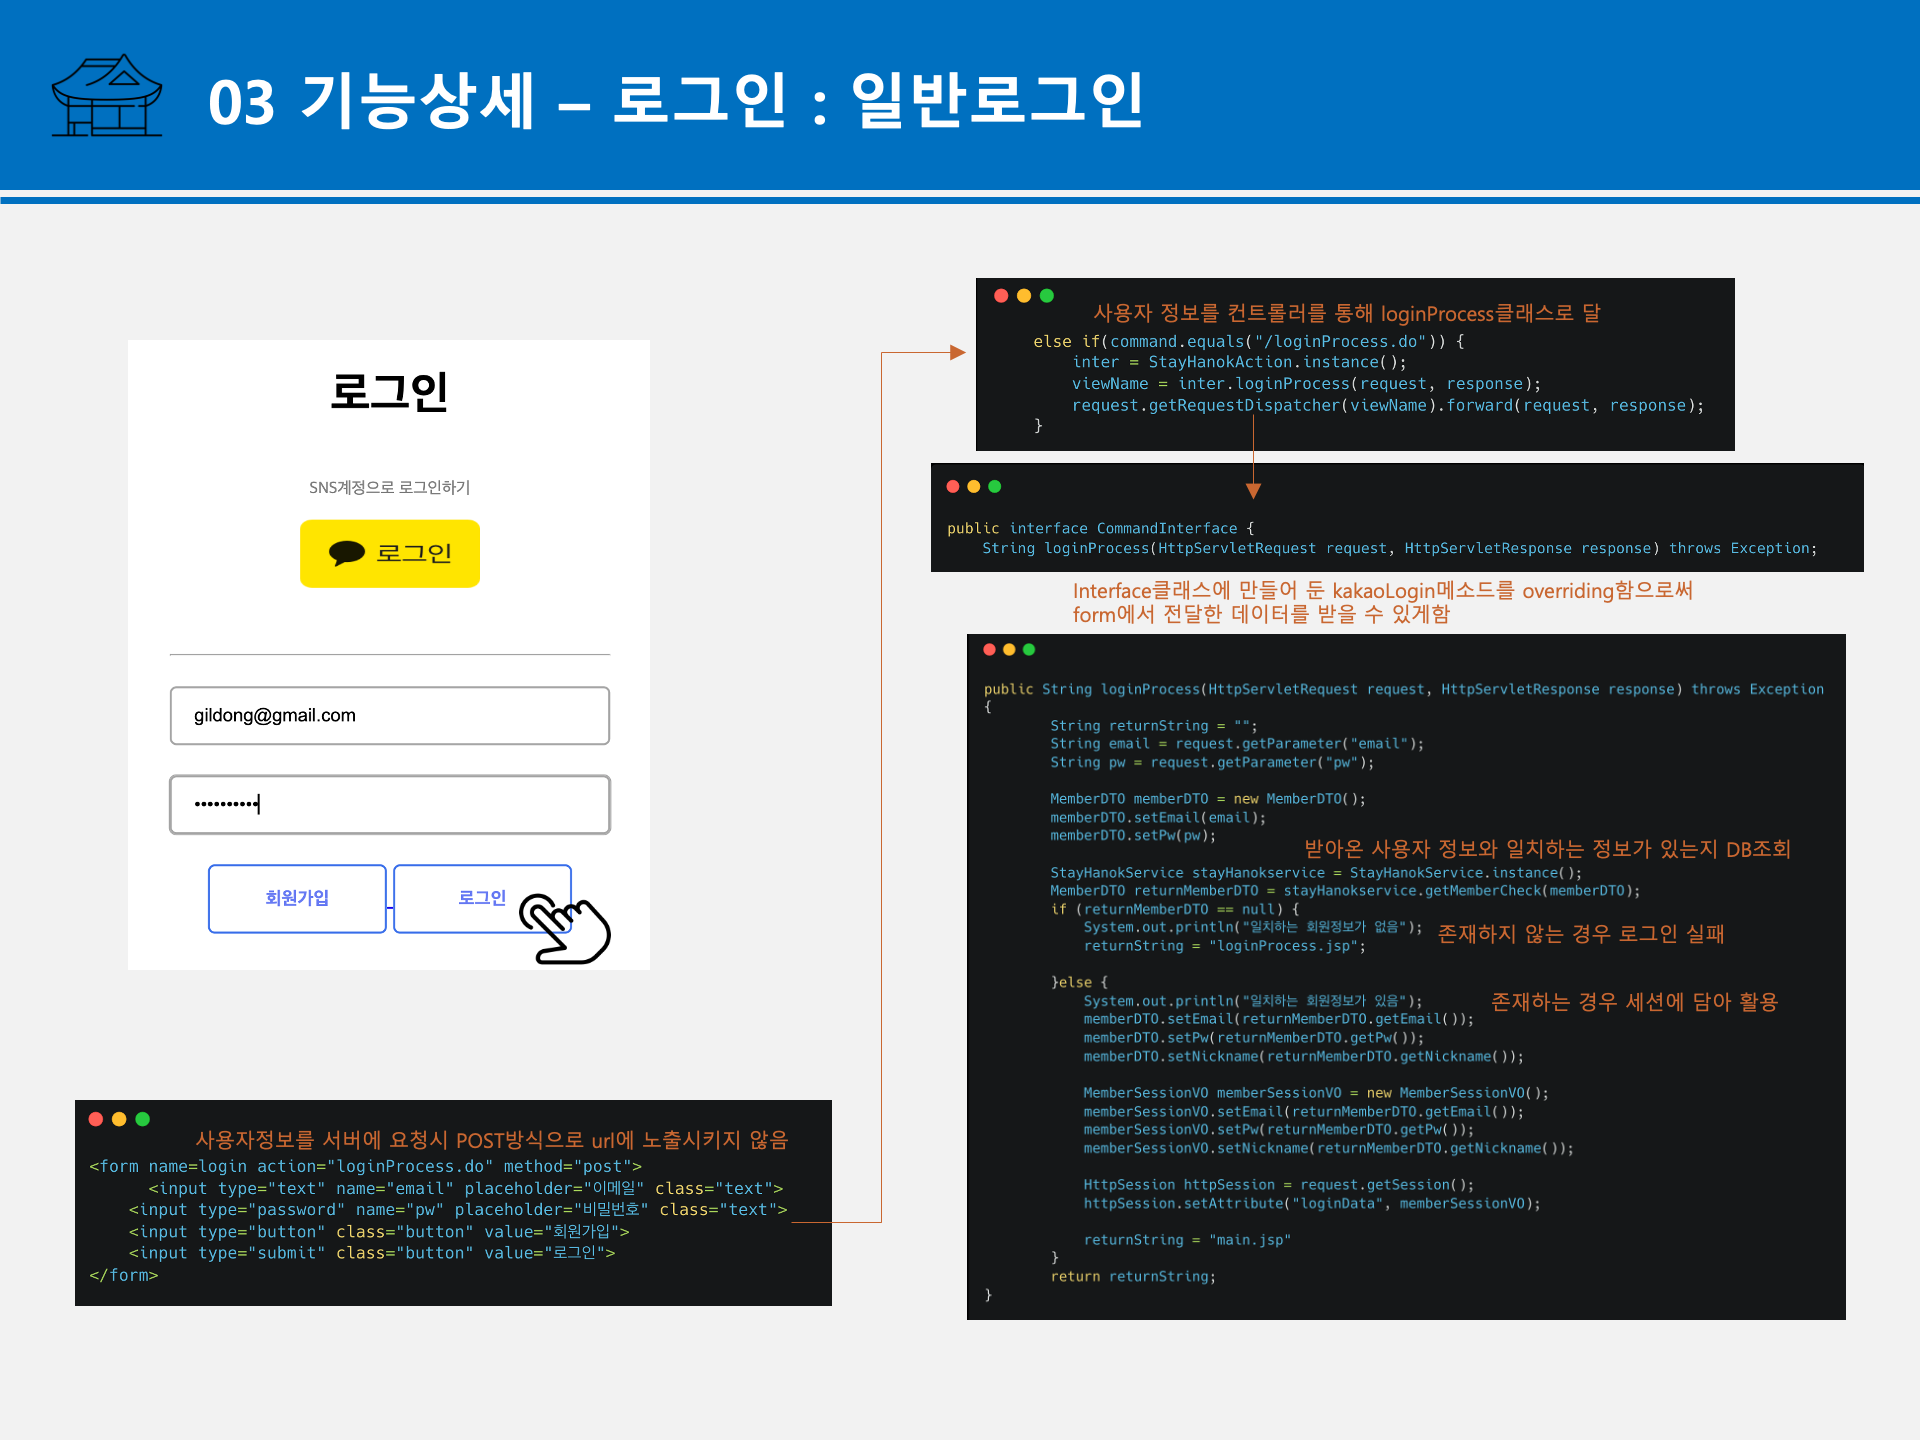 03 기능상세 – 로그인 : 일반로그인
로그인
SNS계정으로 로그인하기
로그인
gildong@gmail.com
••••••••••
회원가입
로그인
사용자정보를 서버에 요청시 POST방식으로 url에 노출시키지 않음
<form name=login action="loginProcess.do" method="post">
<input type="text" name="email" placeholder="이메일" class="text">
<input type="password" name="pw" placeholder="비밀번호" class="text">
<input type="button" class="button" value="회원가입">
<input type="submit" class="button" value="로그인">
</form>
사용자 정보를 컨트롤러를 통해 loginProcess클래스로 달
else if(command.equals("/loginProcess.do")) {
inter = StayHanokAction.instance();
viewName = inter.loginProcess(request, response);
request.getRequestDispatcher(viewName).forward(request, response);
}
public interface CommandInterface {
String loginProcess(HttpServletRequest request, HttpServletResponse response) throws Exception;
Interface클래스에 만들어 둔 kakaoLogin메소드를 overriding함으로써
form에서 전달한 데이터를 받을 수 있게함
public String loginProcess(HttpServletRequest request, HttpServletResponse response) throws Exception
{
String returnString = "";
String email = request.getParameter("email");
String pw = request.getParameter("pw");
MemberDTO memberDTO = new MemberDTO();
memberDTO.setEmail(email);
memberDTO.setPw(pw);
받아온 사용자 정보와 일치하는 정보가 있는지 DB조회
StayHanokService stayHanokservice = StayHanokService.instance();
MemberDTO returnMemberDTO = stayHanokservice.getMemberCheck(memberDTO);
if (returnMemberDTO == null) {
System.out.println("일치하는 회원정보가 없음");
존재하지 않는 경우 로그인 실패
returnString = "loginProcess.jsp";
}else {
System.out.println("일치하는 회원정보가 있음");
존재하는 경우 세션에 담아 활용
memberDTO.setEmail(returnMemberDTO.getEmail());
memberDTO.setPw(returnMemberDTO.getPw());
memberDTO.setNickname(returnMemberDTO.getNickname());
MemberSessionVO memberSessionVO = new MemberSessionVO();
memberSessionVO.setEmail(returnMemberDTO.getEmail());
memberSessionVO.setPw(returnMemberDTO.getPw());
memberSessionVO.setNickname(returnMemberDTO.getNickname());
HttpSession httpSession = request.getSession();
httpSession.setAttribute("loginData", memberSessionVO);
returnString = "main.jsp"
}
return returnString;
}